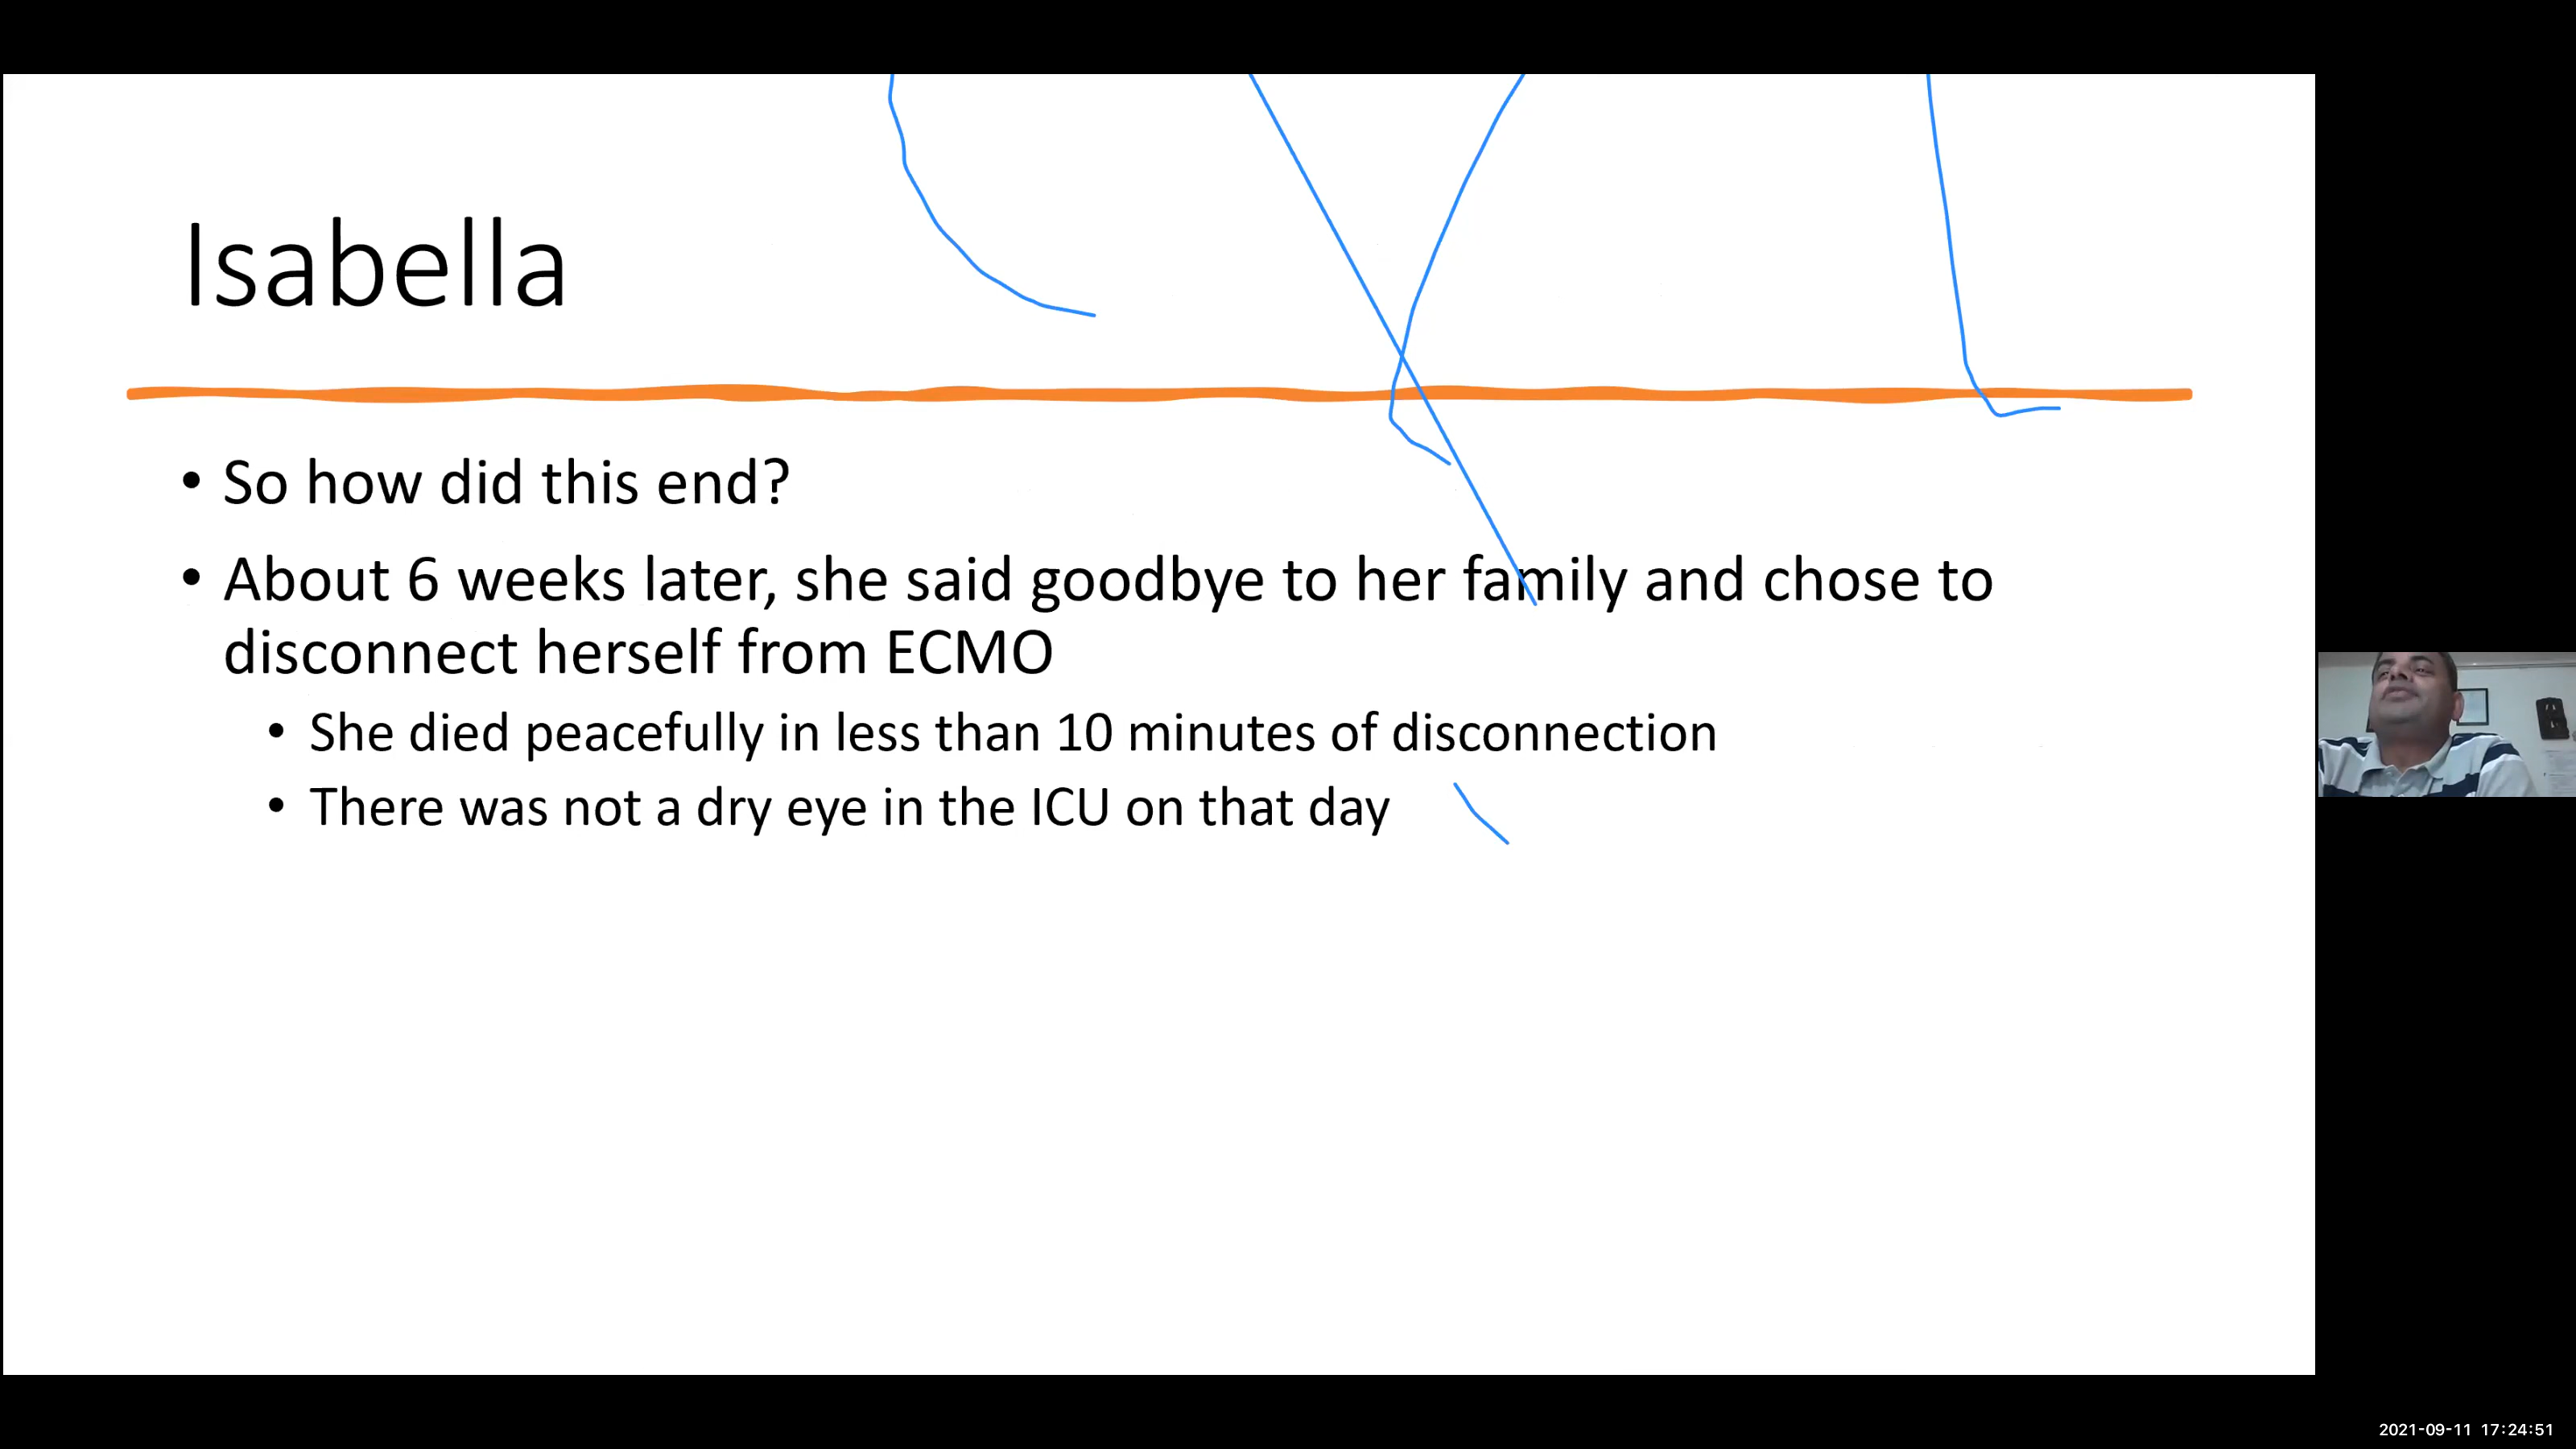 Isabella
• So how did this end?
• About 6 weeks later, she said goodbye to her family and chose to
disconnect herself from ECMO
• She died peacefully in less than 10 minutes of disconnection
• There was not a dry eye in the ICU on that day
2021-09-11 17:24:51